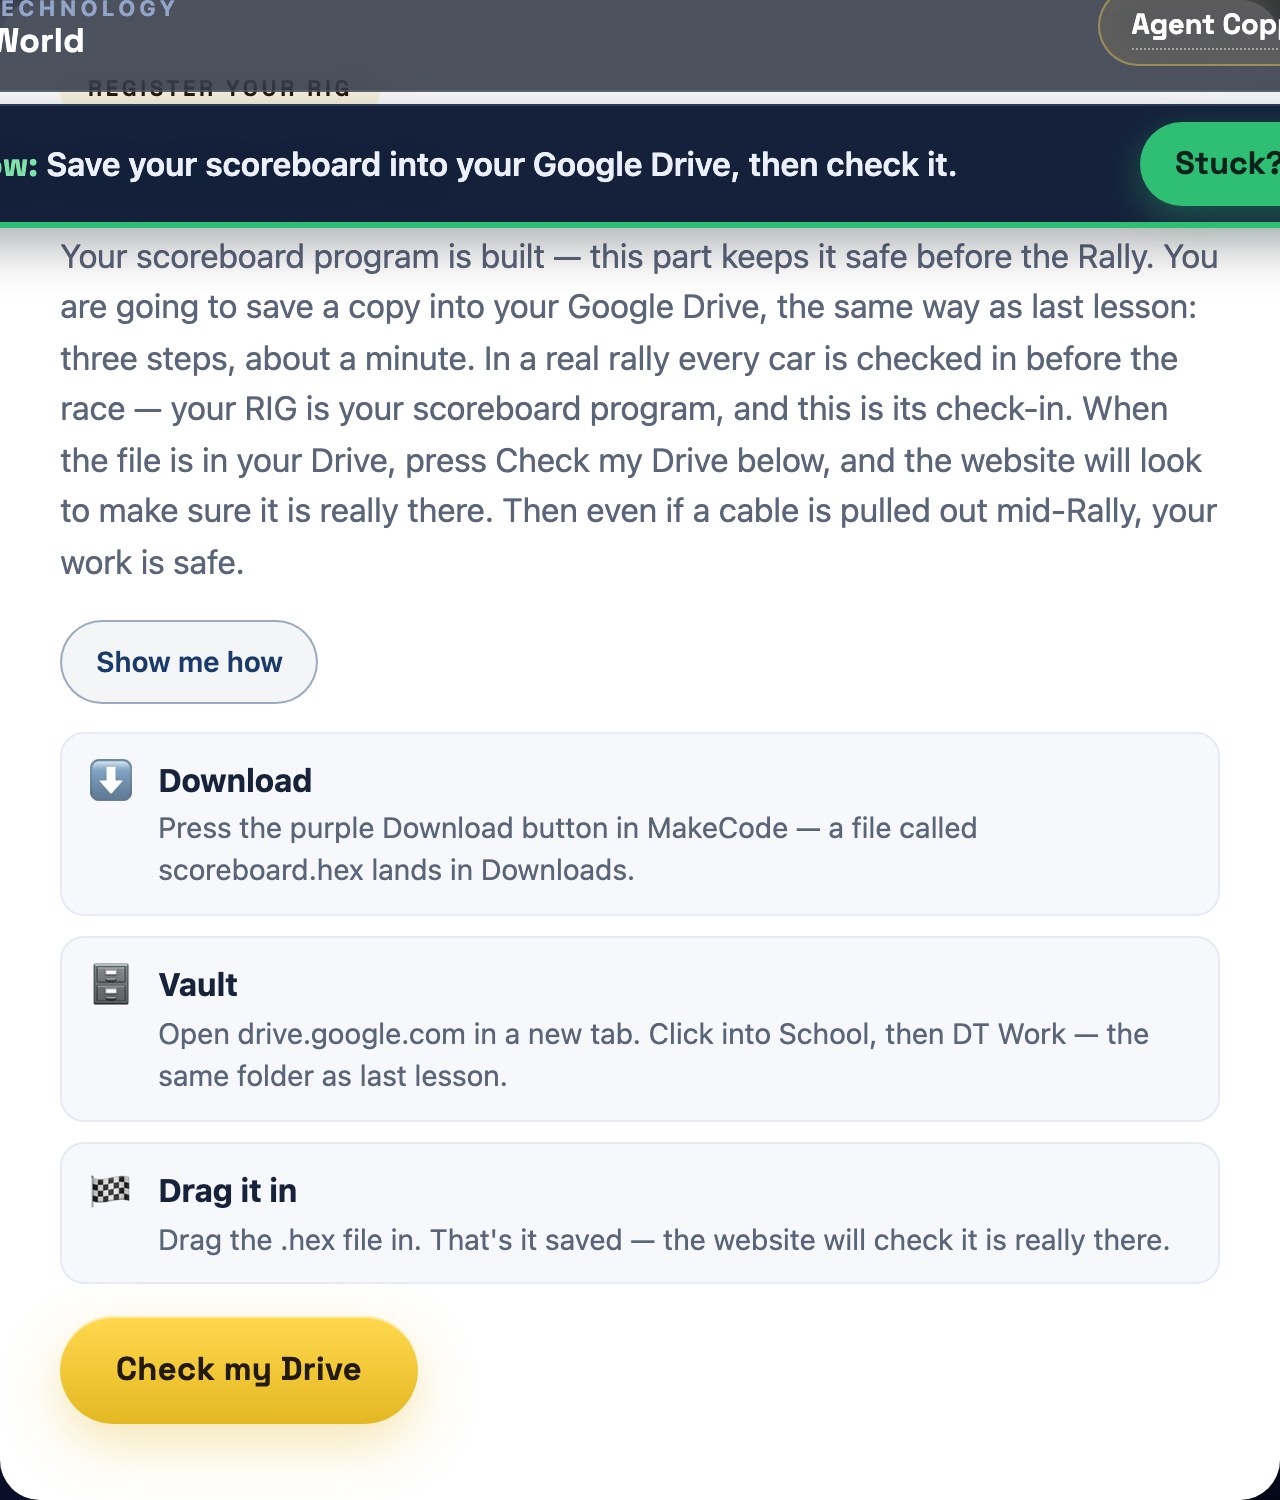 ECHNOLOGY
World
Agent Copp
REGISTER YOUR RIG
ow: Save your scoreboard into your Google Drive, then check it.
Stuck?
Your scoreboard program is built — this part keeps it safe before the Rally. You
are going to save a copy into your Google Drive, the same way as last lesson:
three steps, about a minute. In a real rally every car is checked in before the
race — your RIG is your scoreboard program, and this is its check-in. When
the file is in your Drive, press Check my Drive below, and the website will look
to make sure it is really there. Then even if a cable is pulled out mid-Rally, your
work is safe.
Show me how
Download
Press the purple Download button in MakeCode — a file called
scoreboard.hex lands in Downloads.
Vault
Open drive.google.com in a new tab. Click into School, then DT Work — the
same folder as last lesson.
Drag it in
Drag the .hex file in. That's it saved — the website will check it is really there.
Check my Drive